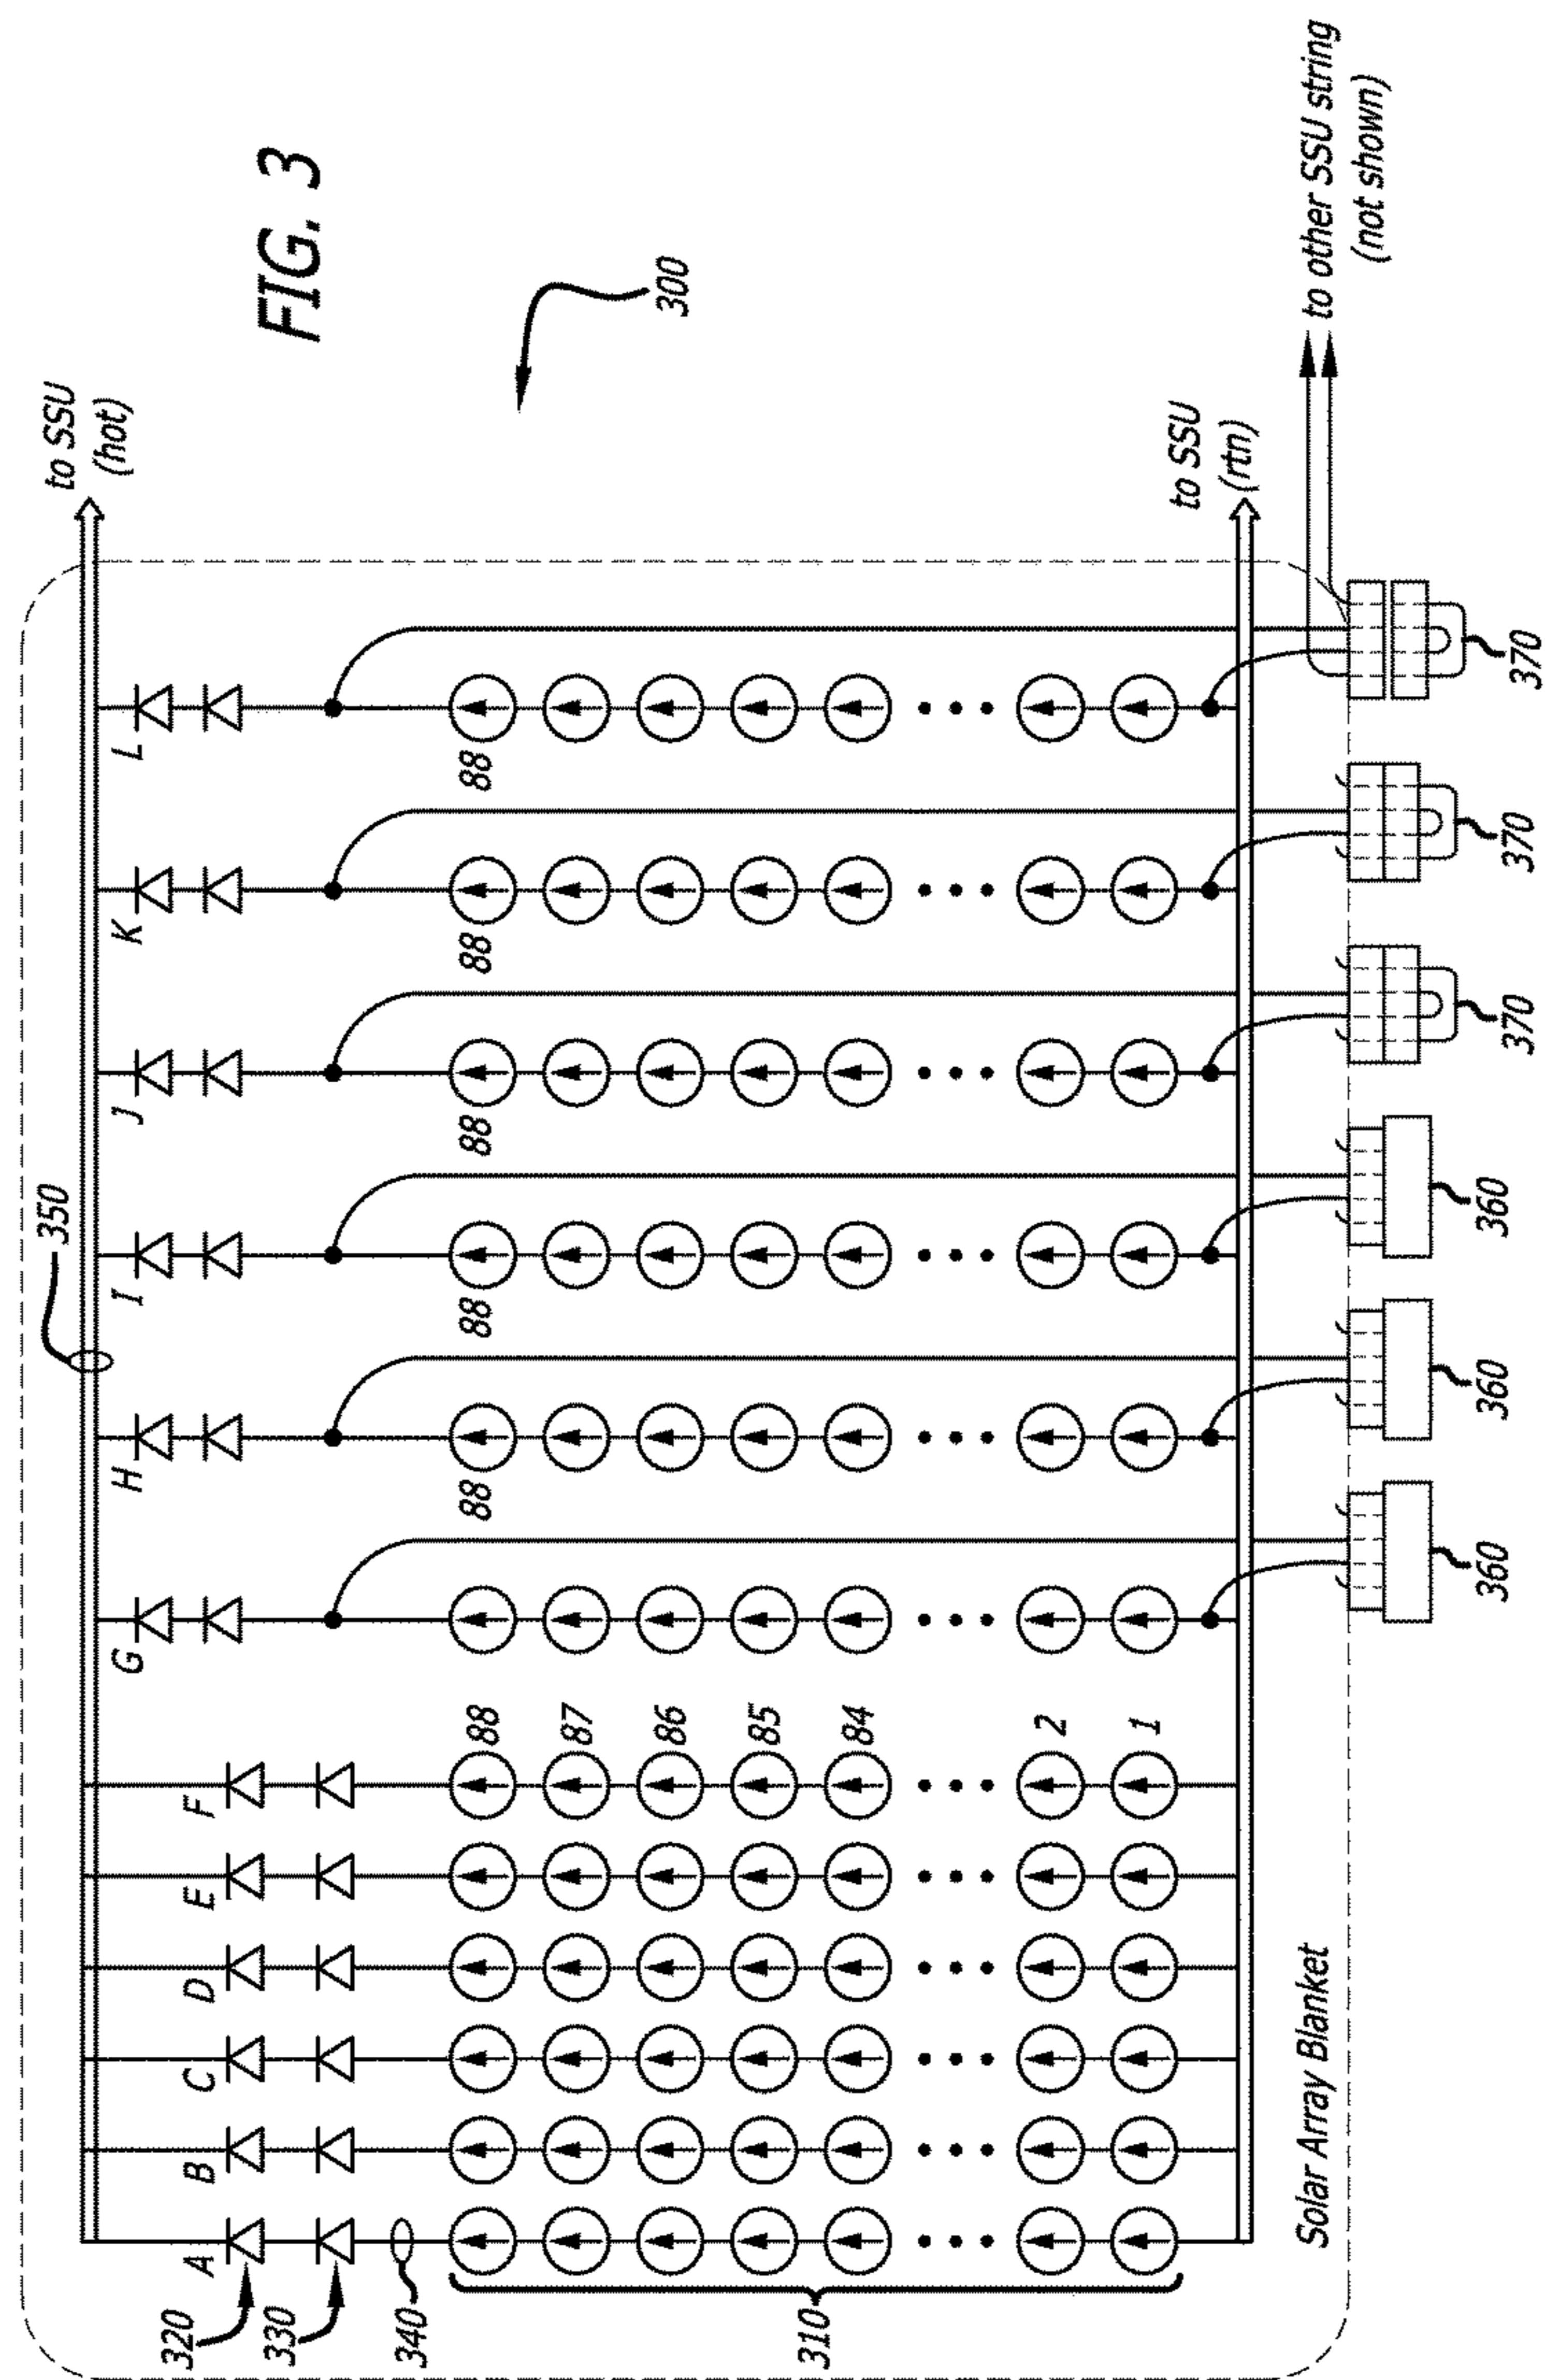 FIG. 3
300
to SSU
(hot)
350
320
330
340
310
A
B
C
D
E
F
G
H
I
J
K
L
88
87
86
85
84
2
1
88
88
88
88
88
to SSU
(rtn)
to other SSU string
(not shown)
Solar Array Blanket
360
360
360
370
370
370